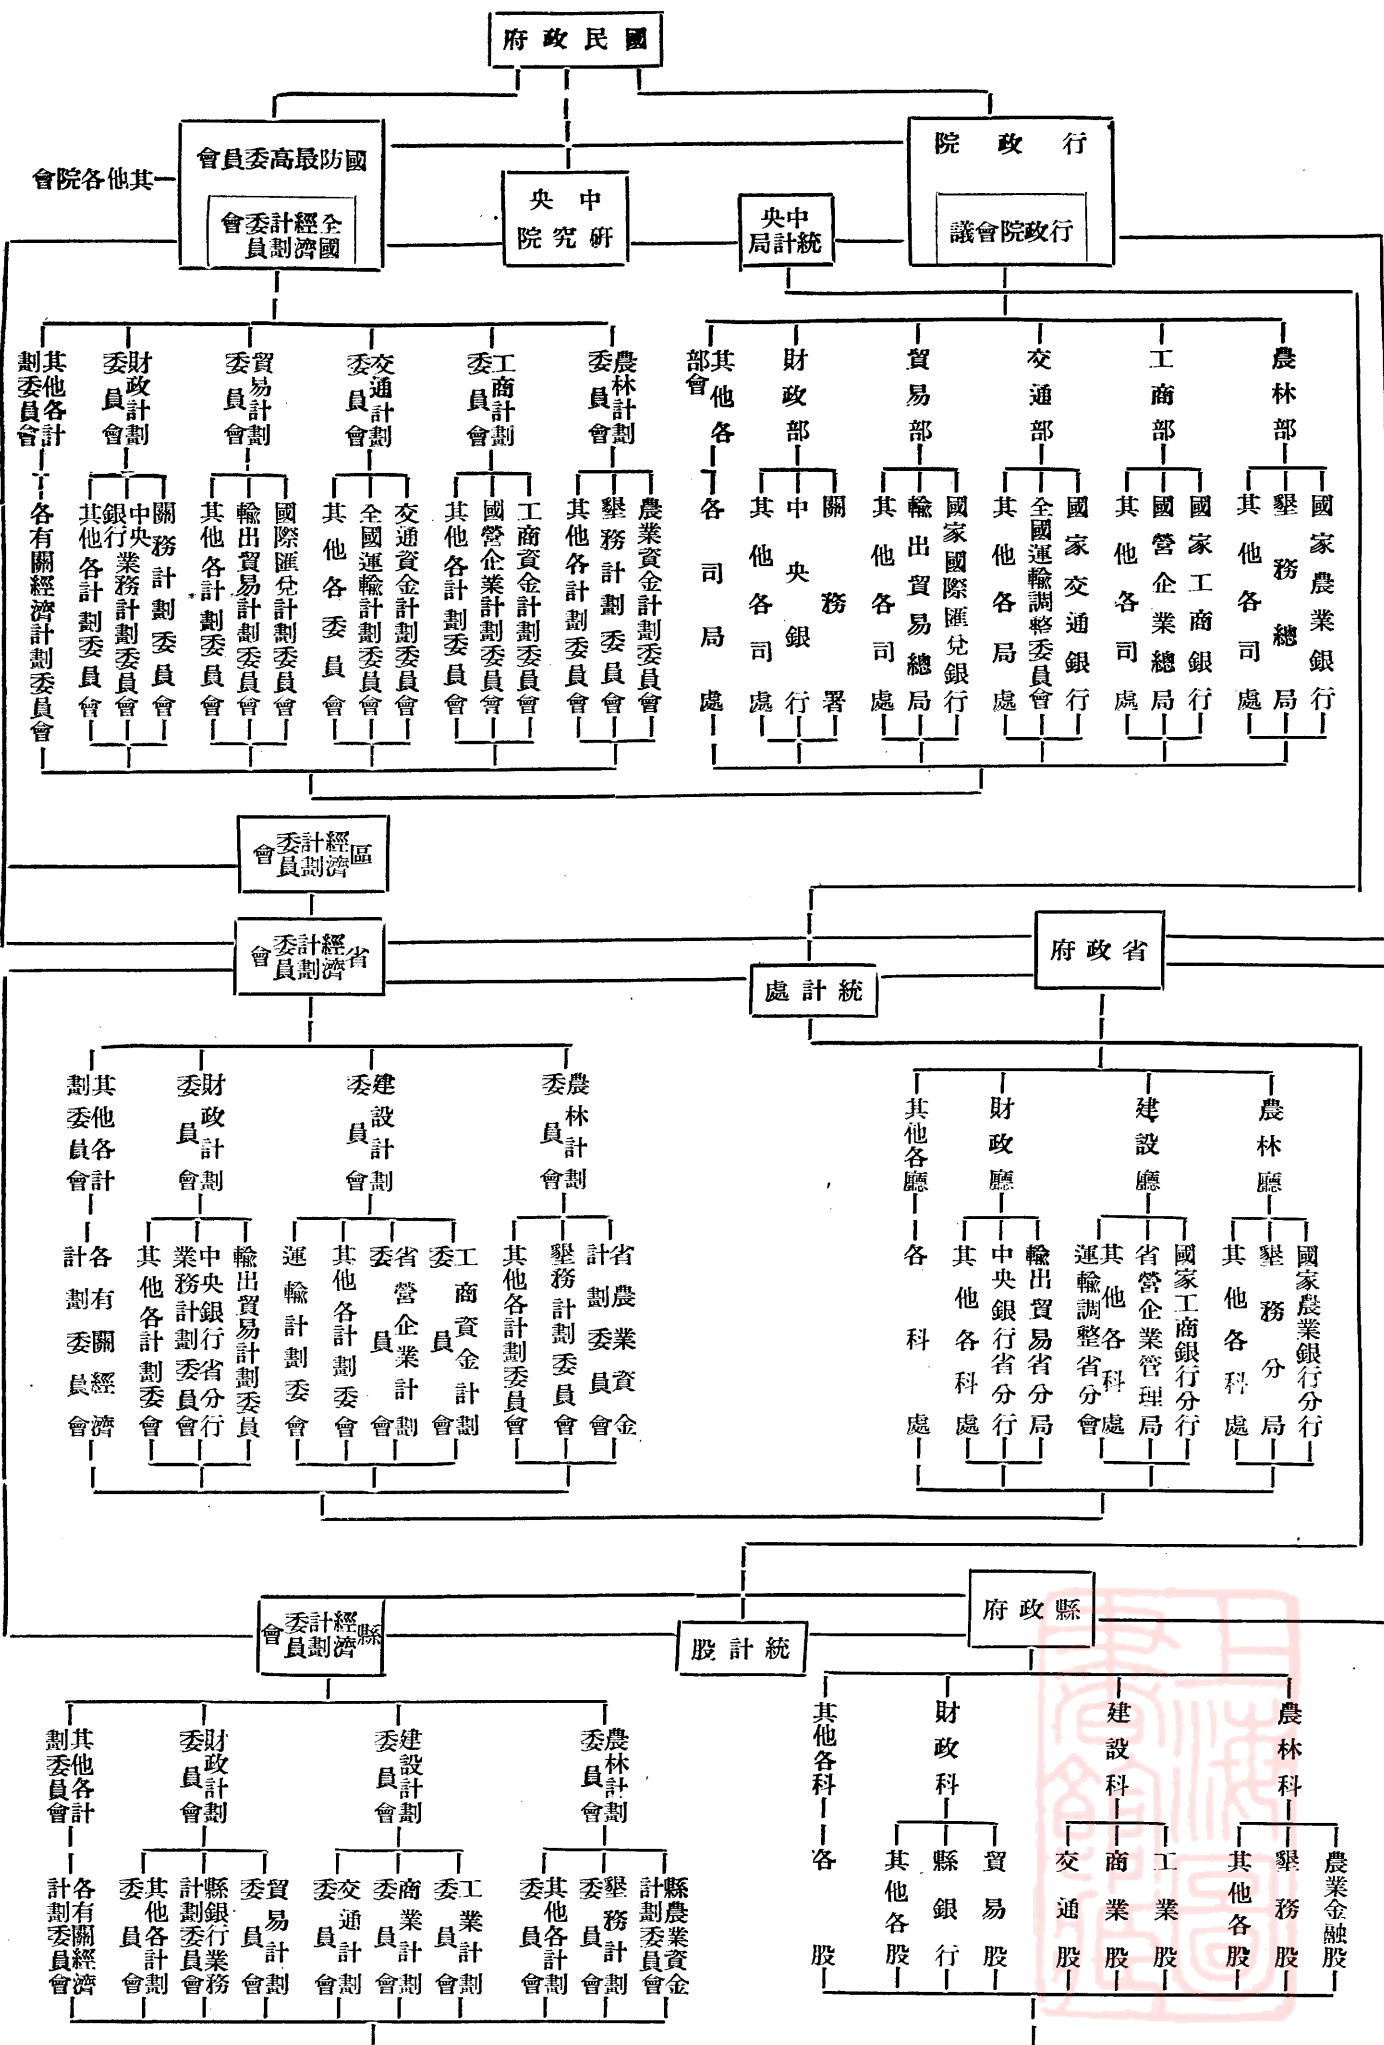 國民政府
國防最高委員會
全國經濟計劃委員會
其他各院會
中央研究院
中央統計局
行政院
行政院會議
農林計劃委員會
工商計劃委員會
交通計劃委員會
貿易計劃委員會
財政計劃委員會
其他各計劃委員會
農業資金計劃委員會
墾務計劃委員會
其他各計劃委員會
工商資金計劃委員會
國營企業計劃委員會
其他各計劃委員會
交通資金計劃委員會
全國運輸計劃委員會
其他各委員會
國際匯兌計劃委員會
輸出貿易計劃委員會
其他各計劃委員會
關務計劃委員會
中央銀行業務計劃委員會
其他各計劃委員會
各有關經濟計劃委員會
農林部
工商部
交通部
貿易部
財政部
其他各部會
國家農業銀行
墾務總局
其他各司處
國家工商銀行
國營企業總局
其他各司處
國家交通銀行
全國運輸調整委員會
其他各局處
國家國際匯兌銀行
輸出貿易總局
其他各司處
關務署
中央銀行
其他各司處
各司局處
區經濟計劃委員會
省經濟計劃委員會
統計處
省政府
農林計劃委員會
建設計劃委員會
財政計劃委員會
其他各計劃委員會
省農業資金計劃委員會
墾務計劃委員會
其他各計劃委員會
工商資金計劃委員會
省營企業計劃委員會
其他各計劃委會
運輸計劃委會
輸出貿易計劃委員
中央銀行省分行業務計劃委員會
其他各計劃委會
各有關經濟計劃委員會
農林廳
建設廳
財政廳
其他各廳
國家農業銀行分行
墾務分局
其他各科處
國家工商銀行分行
省營企業管理局
其他各科處
運輸調整省分會
輸出貿易省分局
中央銀行省分行
其他各科處
各科處
縣經濟計劃委員會
統計股
縣政府
農林計劃委員會
建設計劃委員會
財政計劃委員會
其他各計劃委員會
縣農業資金計劃委員會
墾務計劃委員會
其他各計劃委員會
工業計劃委會
商業計劃委會
交通計劃委員會
貿易計劃委員會
縣銀行業務計劃委員會
其他各計劃委員會
各有關經濟計劃委員會
農林科
建設科
財政科
其他各科
農業金融股
墾務股
其他各股
工業股
商業股
交通股
貿易股
縣銀行
其他各股
各股